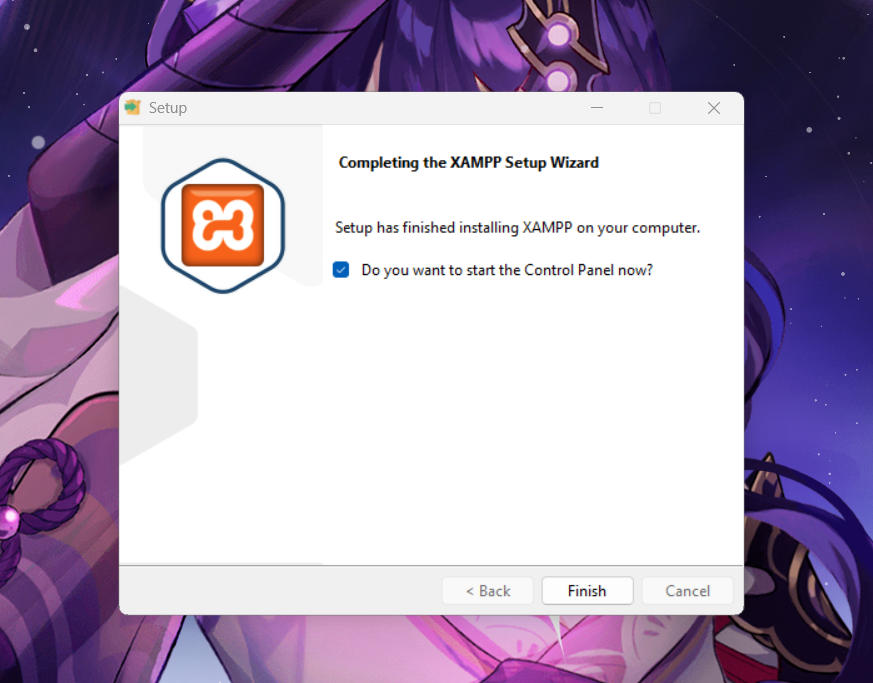 Setup
Completing the XAMPP Setup Wizard
Setup has finished installing XAMPP on your computer.
Do you want to start the Control Panel now?
< Back
Finish
Cancel